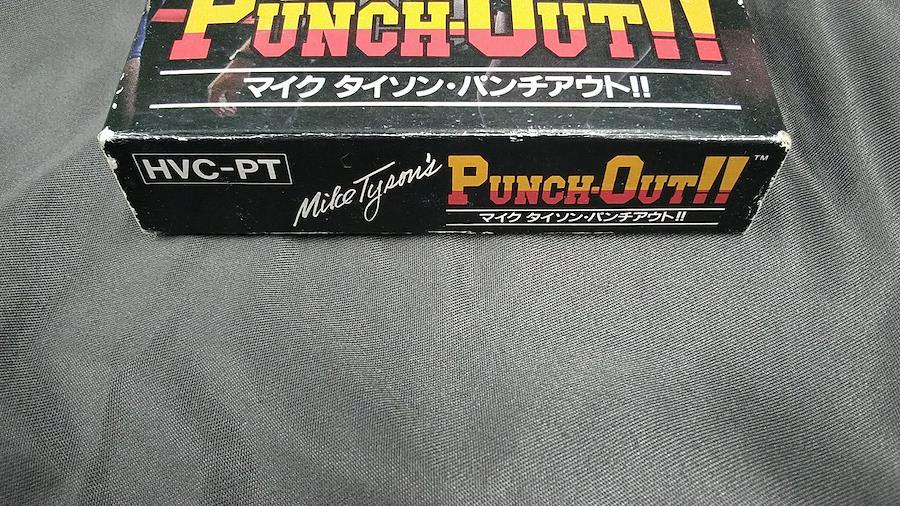 PUNCH-OUT!!
マイク タイソン・パンチアウト!!
HVC-PT
Mike Tyson's
PUNCH-OUT!!
TM
マイク タイソン・パンチアウト!!